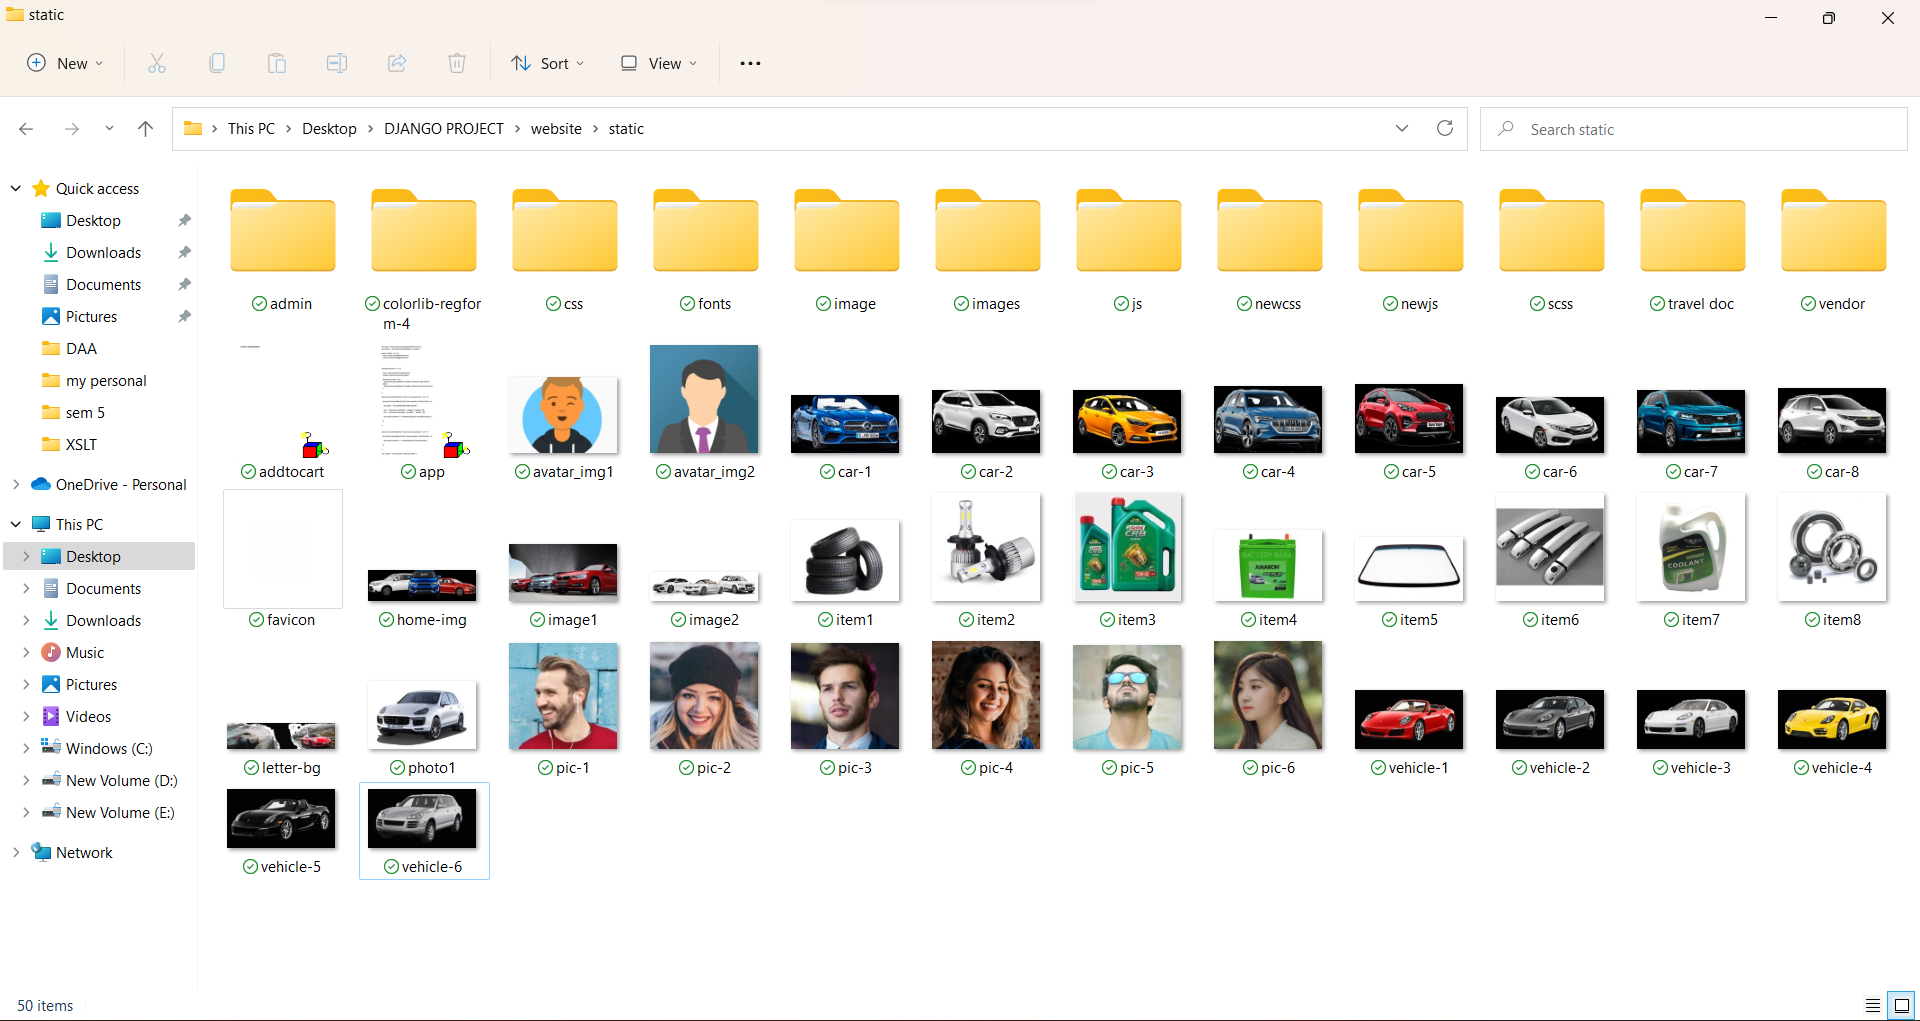 static
New
Sort
View
This PC
Desktop
DJANGO PROJECT
website
static
Search static
Quick access
Desktop
Downloads
Documents
Pictures
DAA
my personal
sem 5
XSLT
OneDrive - Personal
This PC
Desktop
Documents
Downloads
Music
Pictures
Videos
Windows (C:)
New Volume (D:)
New Volume (E:)
Network
admin
colorlib-regfor
m-4
css
fonts
image
images
js
newcss
newjs
scss
travel doc
vendor
addtocart
app
avatar_img1
avatar_img2
car-1
car-2
car-3
car-4
car-5
car-6
car-7
car-8
favicon
home-img
image1
image2
item1
item2
item3
item4
item5
item6
COOLANT
item7
item8
letter-bg
photo1
pic-1
pic-2
pic-3
pic-4
pic-5
pic-6
vehicle-1
vehicle-2
vehicle-3
vehicle-4
vehicle-5
vehicle-6
50 items